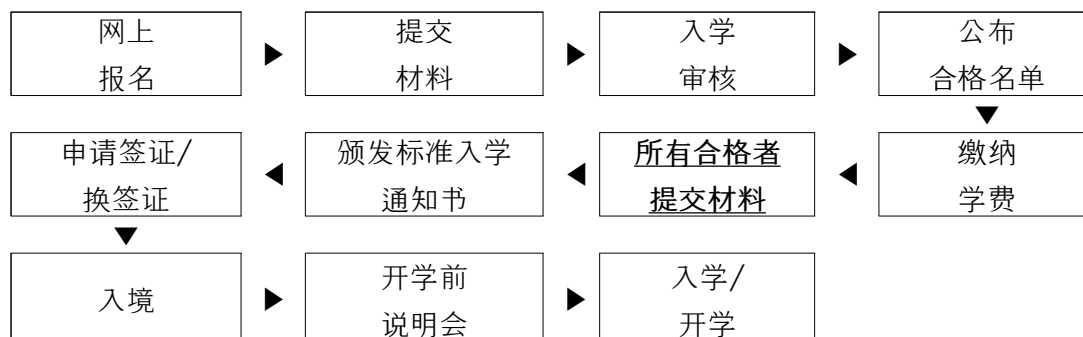 网上
报名
提交
材料
入学
审核
公布
合格名单
缴纳
学费
所有合格者
提交材料
颁发标准入学
通知书
申请签证/
换签证
入境
开学前
说明会
入学/
开学